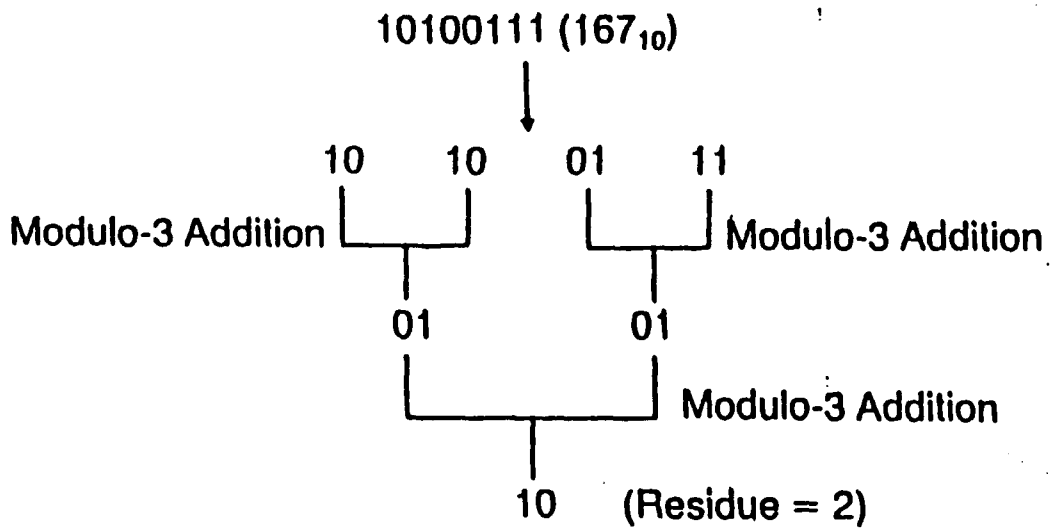 10100111 (167₁₀)
10 10 01 11
Modulo-3 Addition Modulo-3 Addition
01 01
Modulo-3 Addition
10 (Residue = 2)